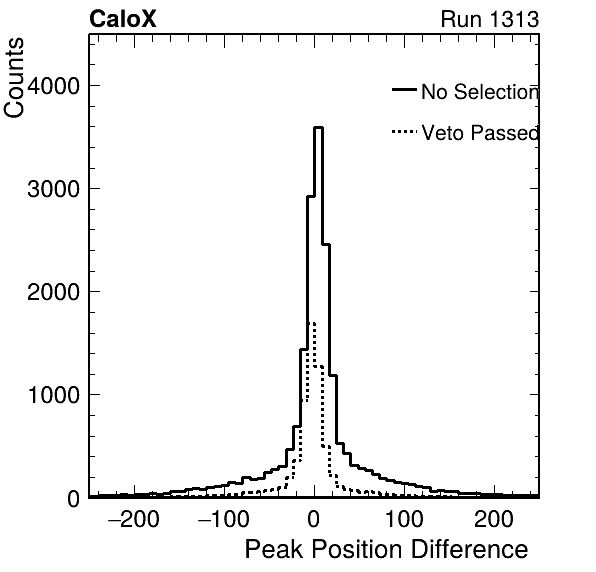 CaloX Run 1313
Counts
4000
3000
2000
1000
0
No Selection
Veto Passed
−200 −100 0 100 200
Peak Position Difference